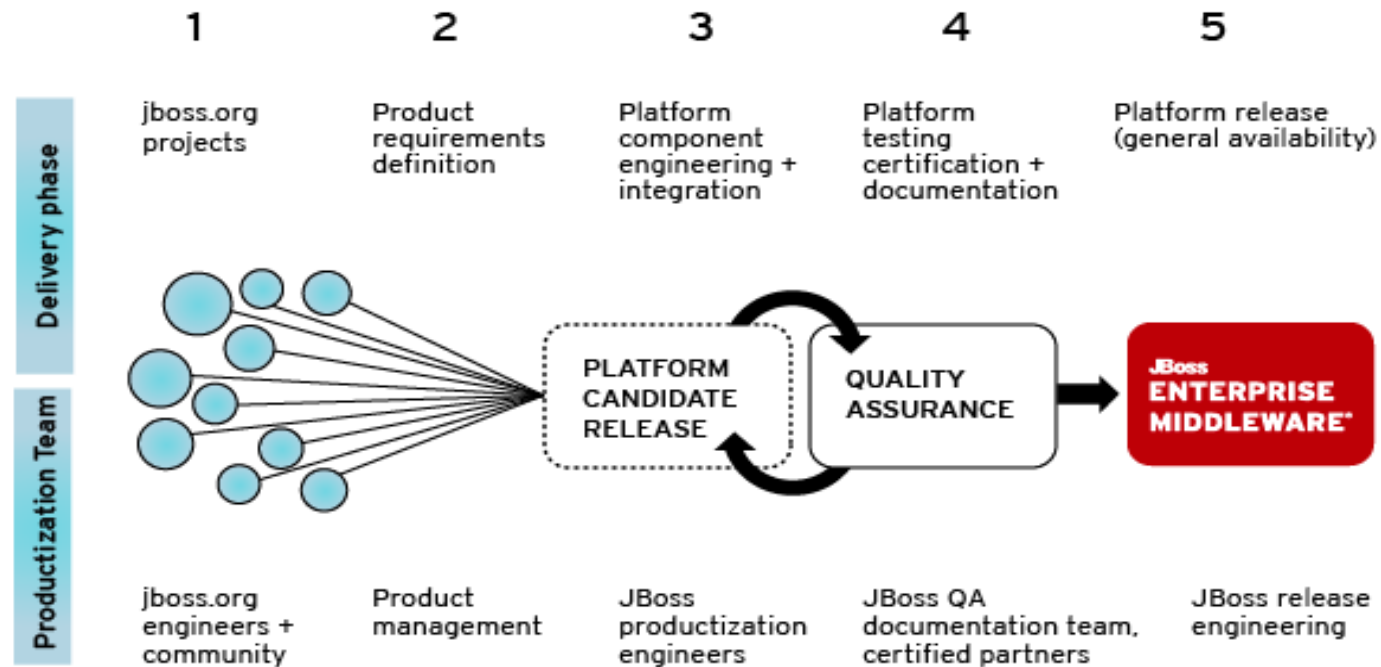 1
2
3
4
5
Delivery phase
jboss.org
projects
Product
requirements
definition
Platform
component
engineering +
integration
Platform
testing
certification +
documentation
Platform release
(general availability)
PLATFORM
CANDIDATE
RELEASE
QUALITY
ASSURANCE
JBoss
ENTERPRISE
MIDDLEWARE*
Productization Team
jboss.org
engineers +
community
Product
management
JBoss
productization
engineers
JBoss QA
documentation team,
certified partners
JBoss release
engineering